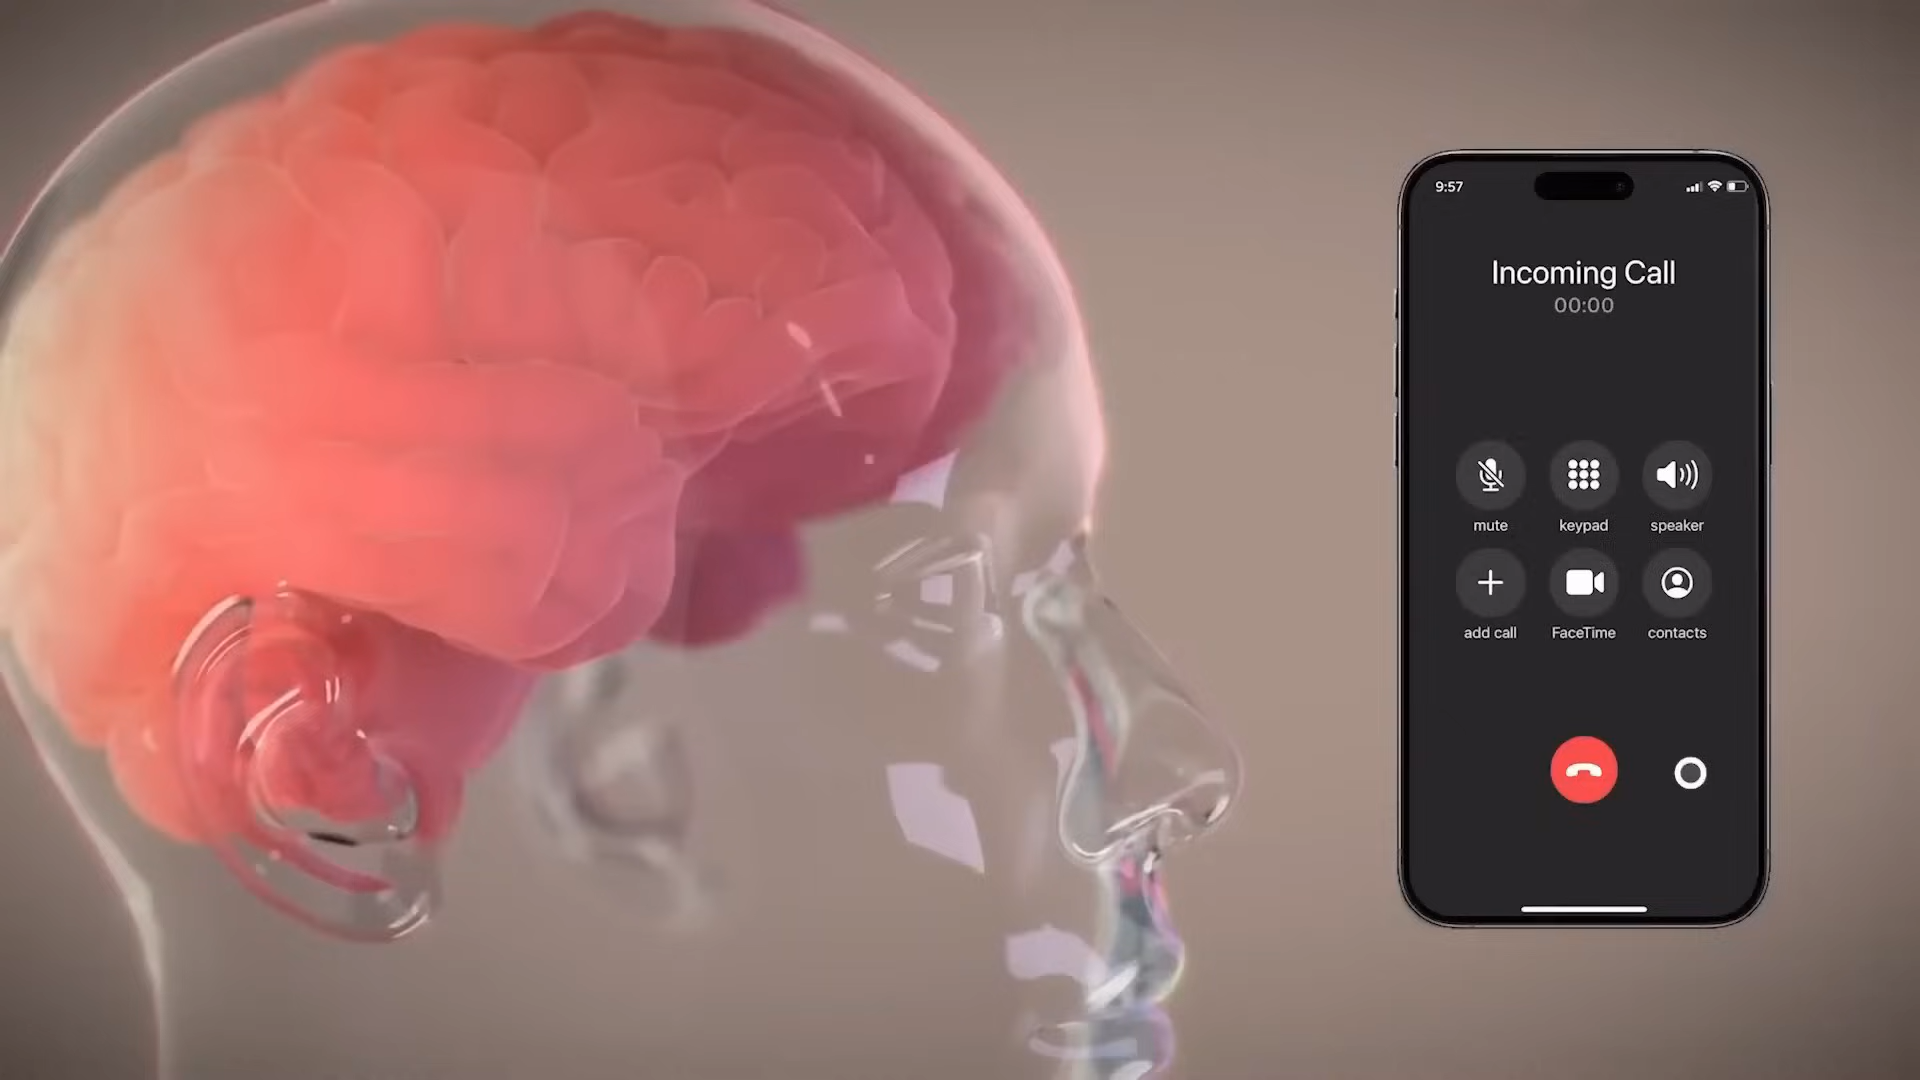 9:57
Incoming Call
00:00
mute keypad speaker
add call FaceTime contacts